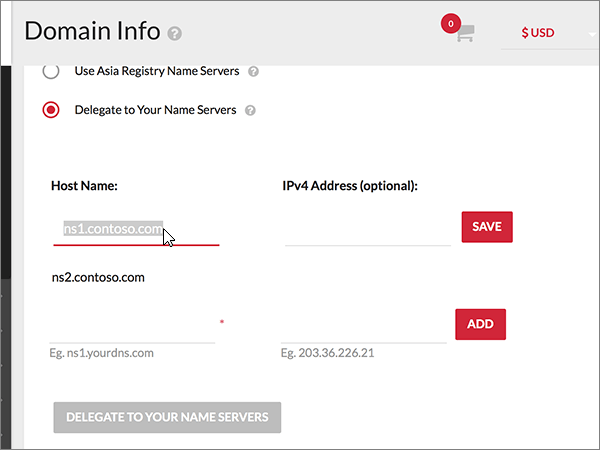 Domain Info ?
0
$ USD
Use Asia Registry Name Servers ?
Delegate to Your Name Servers ?
Host Name: IPv4 Address (optional):
ns1.contoso.com SAVE
ns2.contoso.com
* ADD
Eg. ns1.yourdns.com Eg. 203.36.226.21
DELEGATE TO YOUR NAME SERVERS